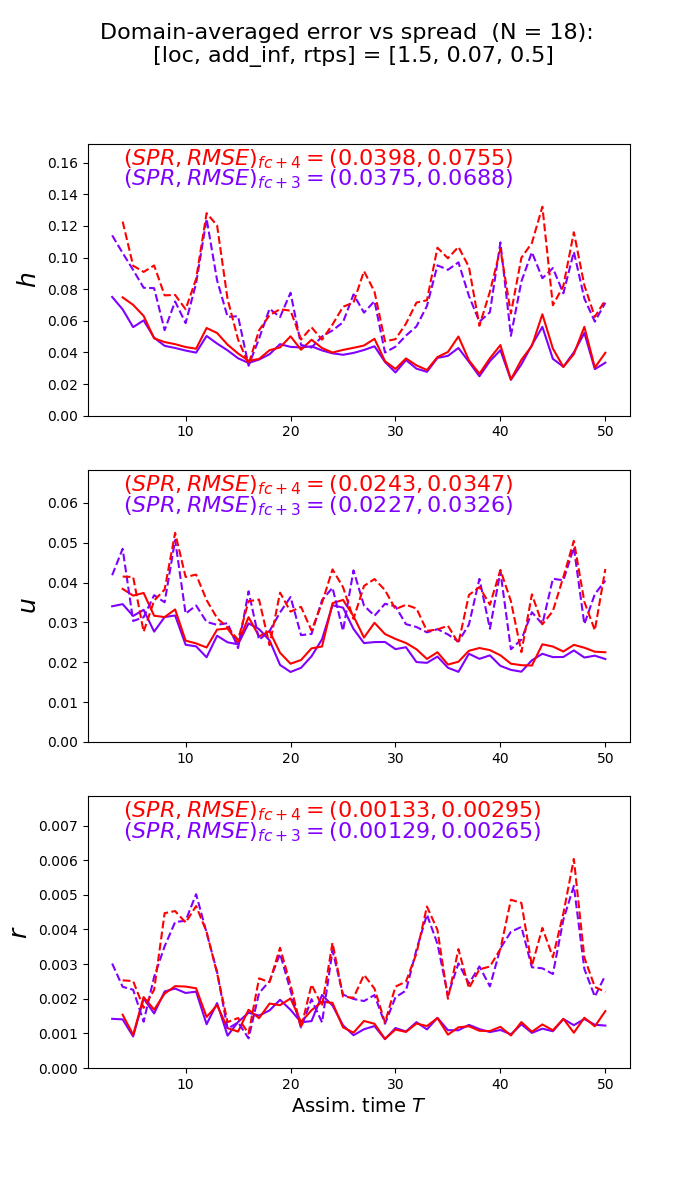 Domain-averaged error vs spread (N = 18):
[loc, add_inf, rtps] = [1.5, 0.07, 0.5]
(SPR, RMSE)fc+4 = (0.0398, 0.0755)
(SPR, RMSE)fc+3 = (0.0375, 0.0688)
0.16
0.14
0.12
0.10
0.08
0.06
0.04
0.02
0.00
h
10 20 30 40 50
(SPR, RMSE)fc+4 = (0.0243, 0.0347)
(SPR, RMSE)fc+3 = (0.0227, 0.0326)
0.06
0.05
0.04
0.03
0.02
0.01
0.00
u
10 20 30 40 50
(SPR, RMSE)fc+4 = (0.00133, 0.00295)
(SPR, RMSE)fc+3 = (0.00129, 0.00265)
0.007
0.006
0.005
0.004
0.003
0.002
0.001
0.000
r
10 20 30 40 50
Assim. time T